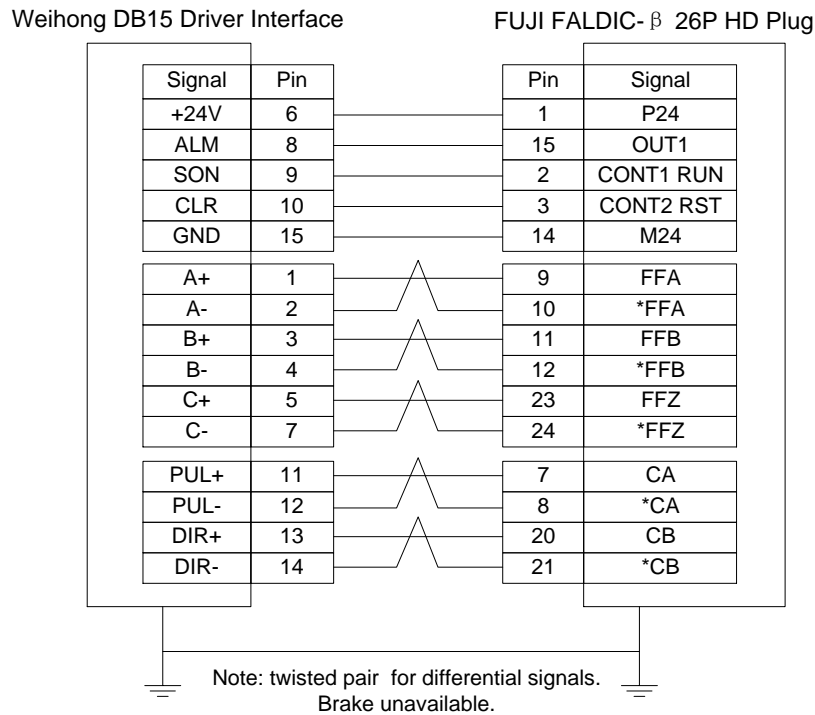 Weihong DB15 Driver Interface FUJI FALDIC-β 26P HD Plug
Signal Pin Pin Signal
+24V 6 1 P24
ALM 8 15 OUT1
SON 9 2 CONT1 RUN
CLR 10 3 CONT2 RST
GND 15 14 M24
A+ 1 9 FFA
A- 2 10 *FFA
B+ 3 11 FFB
B- 4 12 *FFB
C+ 5 23 FFZ
C- 7 24 *FFZ
PUL+ 11 7 CA
PUL- 12 8 *CA
DIR+ 13 20 CB
DIR- 14 21 *CB
Note: twisted pair for differential signals.
Brake unavailable.